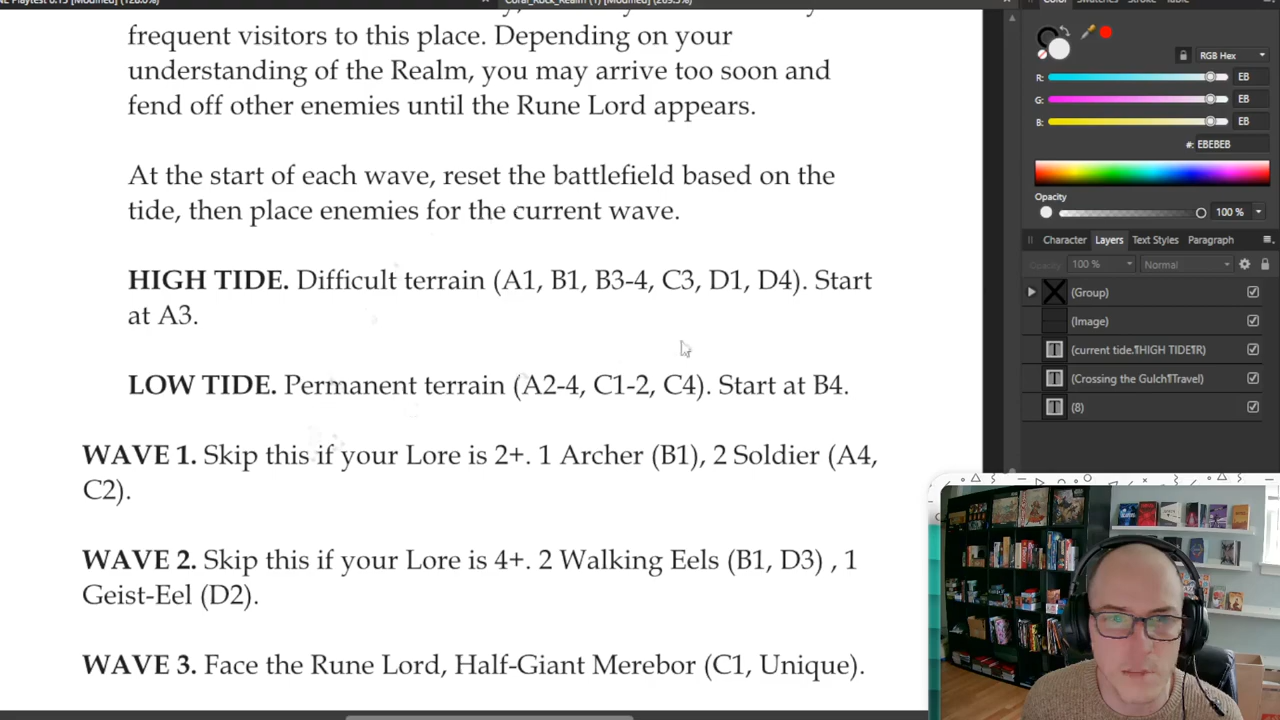 frequent visitors to this place. Depending on your
understanding of the Realm, you may arrive too soon and
fend off other enemies until the Rune Lord appears.
At the start of each wave, reset the battlefield based on the
tide, then place enemies for the current wave.
HIGH TIDE. Difficult terrain (A1, B1, B3-4, C3, D1, D4). Start
at A3.
LOW TIDE. Permanent terrain (A2-4, C1-2, C4). Start at B4.
WAVE 1. Skip this if your Lore is 2+. 1 Archer (B1), 2 Soldier (A4,
C2).
WAVE 2. Skip this if your Lore is 4+. 2 Walking Eels (B1, D3) , 1
Geist-Eel (D2).
WAVE 3. Face the Rune Lord, Half-Giant Merebor (C1, Unique).
RGB Hex
R: EB
G: EB
B: EB
#: EBEBEB
Opacity
100 %
Character Layers Text Styles Paragraph
Opacity 100 % Normal
(Group)
(Image)
(current tide.¶HIGH TIDE¶R)
(Crossing the Gulch¶Travel)
(8)